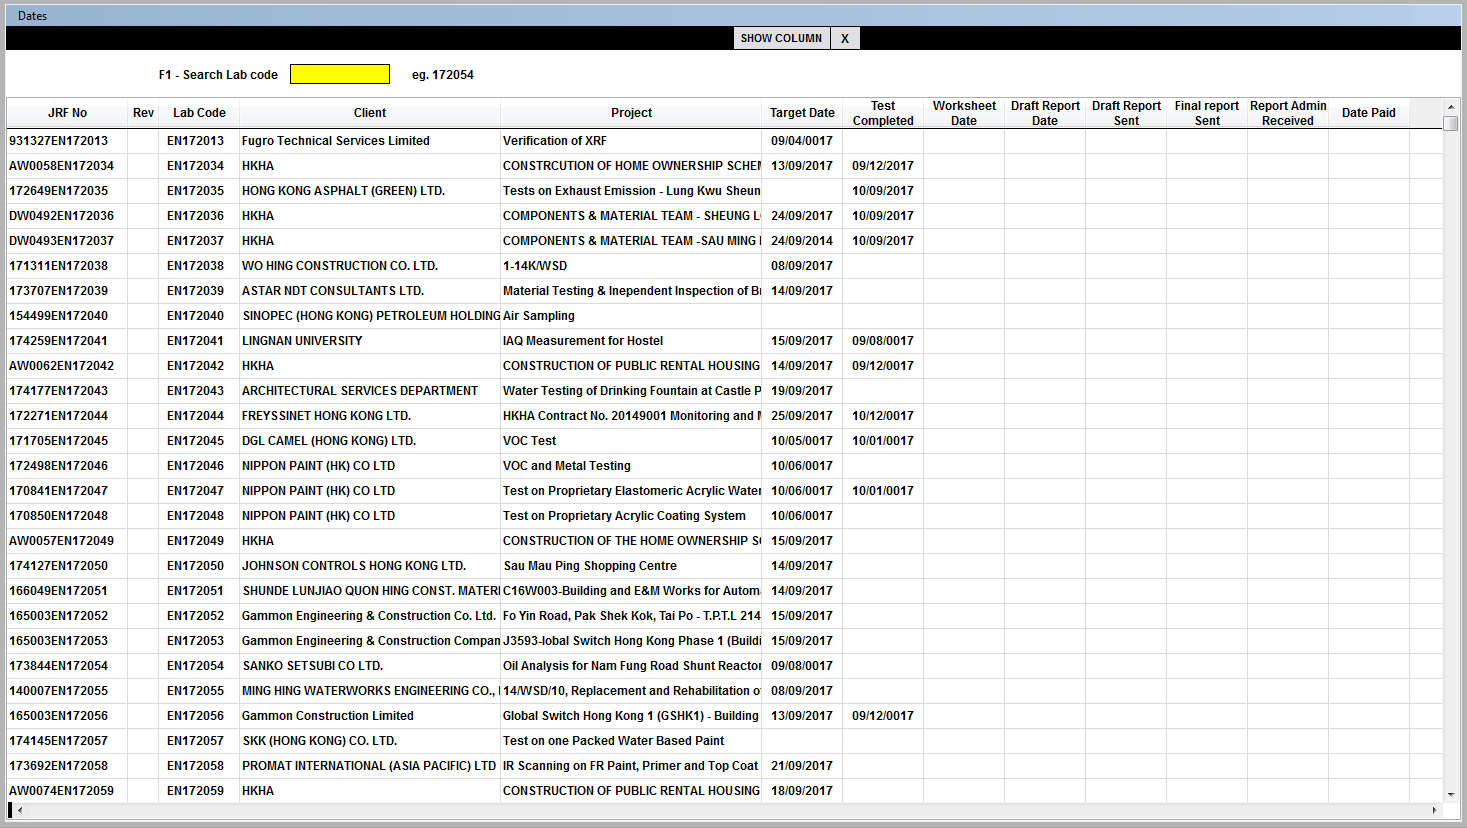 Dates
SHOW COLUMN X
F1 - Search Lab code eg. 172054
JRF No Rev Lab Code Client Project Target Date Test Completed Worksheet Date Draft Report Date Draft Report Sent Final report Sent Report Admin Received Date Paid
931327EN172013 EN172013 Fugro Technical Services Limited Verification of XRF 09/04/0017
AW0058EN172034 EN172034 HKHA CONSTRCUTION OF HOME OWNERSHIP SCHEM 13/09/2017 09/12/2017
172649EN172035 EN172035 HONG KONG ASPHALT (GREEN) LTD. Tests on Exhaust Emission - Lung Kwu Sheun 10/09/2017
DW0492EN172036 EN172036 HKHA COMPONENTS & MATERIAL TEAM - SHEUNG L 24/09/2017 10/09/2017
DW0493EN172037 EN172037 HKHA COMPONENTS & MATERIAL TEAM -SAU MING 24/09/2014 10/09/2017
171311EN172038 EN172038 WO HING CONSTRUCTION CO. LTD. 1-14K/WSD 08/09/2017
173707EN172039 EN172039 ASTAR NDT CONSULTANTS LTD. Material Testing & Inependent Inspection of Br 14/09/2017
154499EN172040 EN172040 SINOPEC (HONG KONG) PETROLEUM HOLDING Air Sampling
174259EN172041 EN172041 LINGNAN UNIVERSITY IAQ Measurement for Hostel 15/09/2017 09/08/0017
AW0062EN172042 EN172042 HKHA CONSTRUCTION OF PUBLIC RENTAL HOUSING 14/09/2017 09/12/0017
174177EN172043 EN172043 ARCHITECTURAL SERVICES DEPARTMENT Water Testing of Drinking Fountain at Castle P 19/09/2017
172271EN172044 EN172044 FREYSSINET HONG KONG LTD. HKHA Contract No. 20149001 Monitoring and M 25/09/2017 10/12/0017
171705EN172045 EN172045 DGL CAMEL (HONG KONG) LTD. VOC Test 10/05/0017 10/01/0017
172498EN172046 EN172046 NIPPON PAINT (HK) CO LTD VOC and Metal Testing 10/06/0017
170841EN172047 EN172047 NIPPON PAINT (HK) CO LTD Test on Proprietary Elastomeric Acrylic Water 10/06/0017 10/01/0017
170850EN172048 EN172048 NIPPON PAINT (HK) CO LTD Test on Proprietary Acrylic Coating System 10/06/0017
AW0057EN172049 EN172049 HKHA CONSTRUCTION OF THE HOME OWNERSHIP S 15/09/2017
174127EN172050 EN172050 JOHNSON CONTROLS HONG KONG LTD. Sau Mau Ping Shopping Centre 14/09/2017
166049EN172051 EN172051 SHUNDE LUNJIAO QUON HING CONST. MATERI C16W003-Building and E&M Works for Autom 14/09/2017
165003EN172052 EN172052 Gammon Engineering & Construction Co. Ltd. Fo Yin Road, Pak Shek Kok, Tai Po - T.P.T.L 214 15/09/2017
165003EN172053 EN172053 Gammon Engineering & Construction Compan J3593-lobal Switch Hong Kong Phase 1 (Buildi 15/09/2017
173844EN172054 EN172054 SANKO SETSUBI CO LTD. Oil Analysis for Nam Fung Road Shunt Reactor 09/08/0017
140007EN172055 EN172055 MING HING WATERWORKS ENGINEERING CO., 14/WSD/10, Replacement and Rehabilitation of 08/09/2017
165003EN172056 EN172056 Gammon Construction Limited Global Switch Hong Kong 1 (GSHK1) - Building 13/09/2017 09/12/0017
174145EN172057 EN172057 SKK (HONG KONG) CO. LTD. Test on one Packed Water Based Paint
173692EN172058 EN172058 PROMAT INTERNATIONAL (ASIA PACIFIC) LTD IR Scanning on FR Paint, Primer and Top Coat 21/09/2017
AW0074EN172059 EN172059 HKHA CONSTRUCTION OF PUBLIC RENTAL HOUSING 18/09/2017